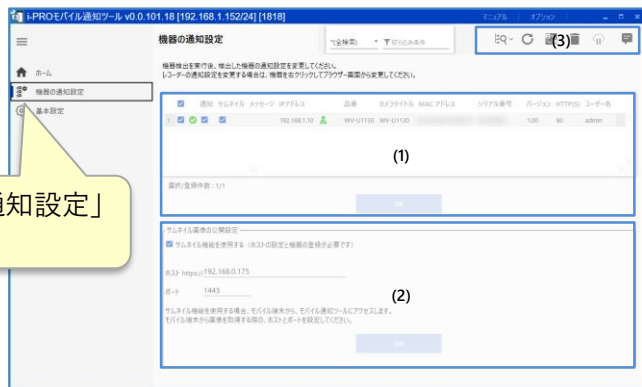 i-PROモバイル通知ツール v0.0.101.18 [192.168.1.152/24] [1818]
マニュアル オプション
機器の通知設定
*(全検索) 絞り込み条件
(3)
機器検出を実行後、検出した機器の通知設定を変更してください。
レコーダーの通知設定を変更する場合は、機器を右クリックしてブラウザー画面から変更してください。
ホーム
機器の通知設定
基本設定
通知 サムネイル メッセージ IPアドレス 品番 カメラタイトル MAC アドレス シリアル番号 バージョン HTTP(S) ユーザー名
1 192.168.1.10 WV-U1130 WV-U1130 1.00 80 admin
(1)
通知設定」
選択/登録件数 : 1/1
OK
サムネイル画像の公開設定
サムネイル機能を使用する（ホストの設定と機器の登録が必要です）
ホスト https:// 192.168.0.175
ポート 1443
(2)
サムネイル機能を使用する場合、モバイル端末から、モバイル通知ツールにアクセスします。
モバイル端末から画像を取得する際の、ホストとポートを設定してください。
OK